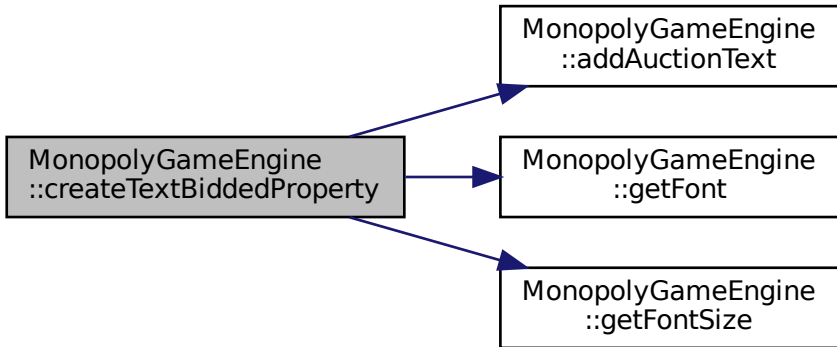 MonopolyGameEngine
::createTextBiddedProperty
MonopolyGameEngine
::addAuctionText
MonopolyGameEngine
::getFont
MonopolyGameEngine
::getFontSize